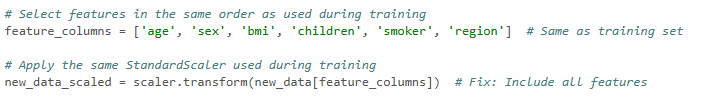 # Select features in the same order as used during training
feature_columns = ['age', 'sex', 'bmi', 'children', 'smoker', 'region']  # Same as training set

# Apply the same StandardScaler used during training
new_data_scaled = scaler.transform(new_data[feature_columns])  # Fix: Include all features